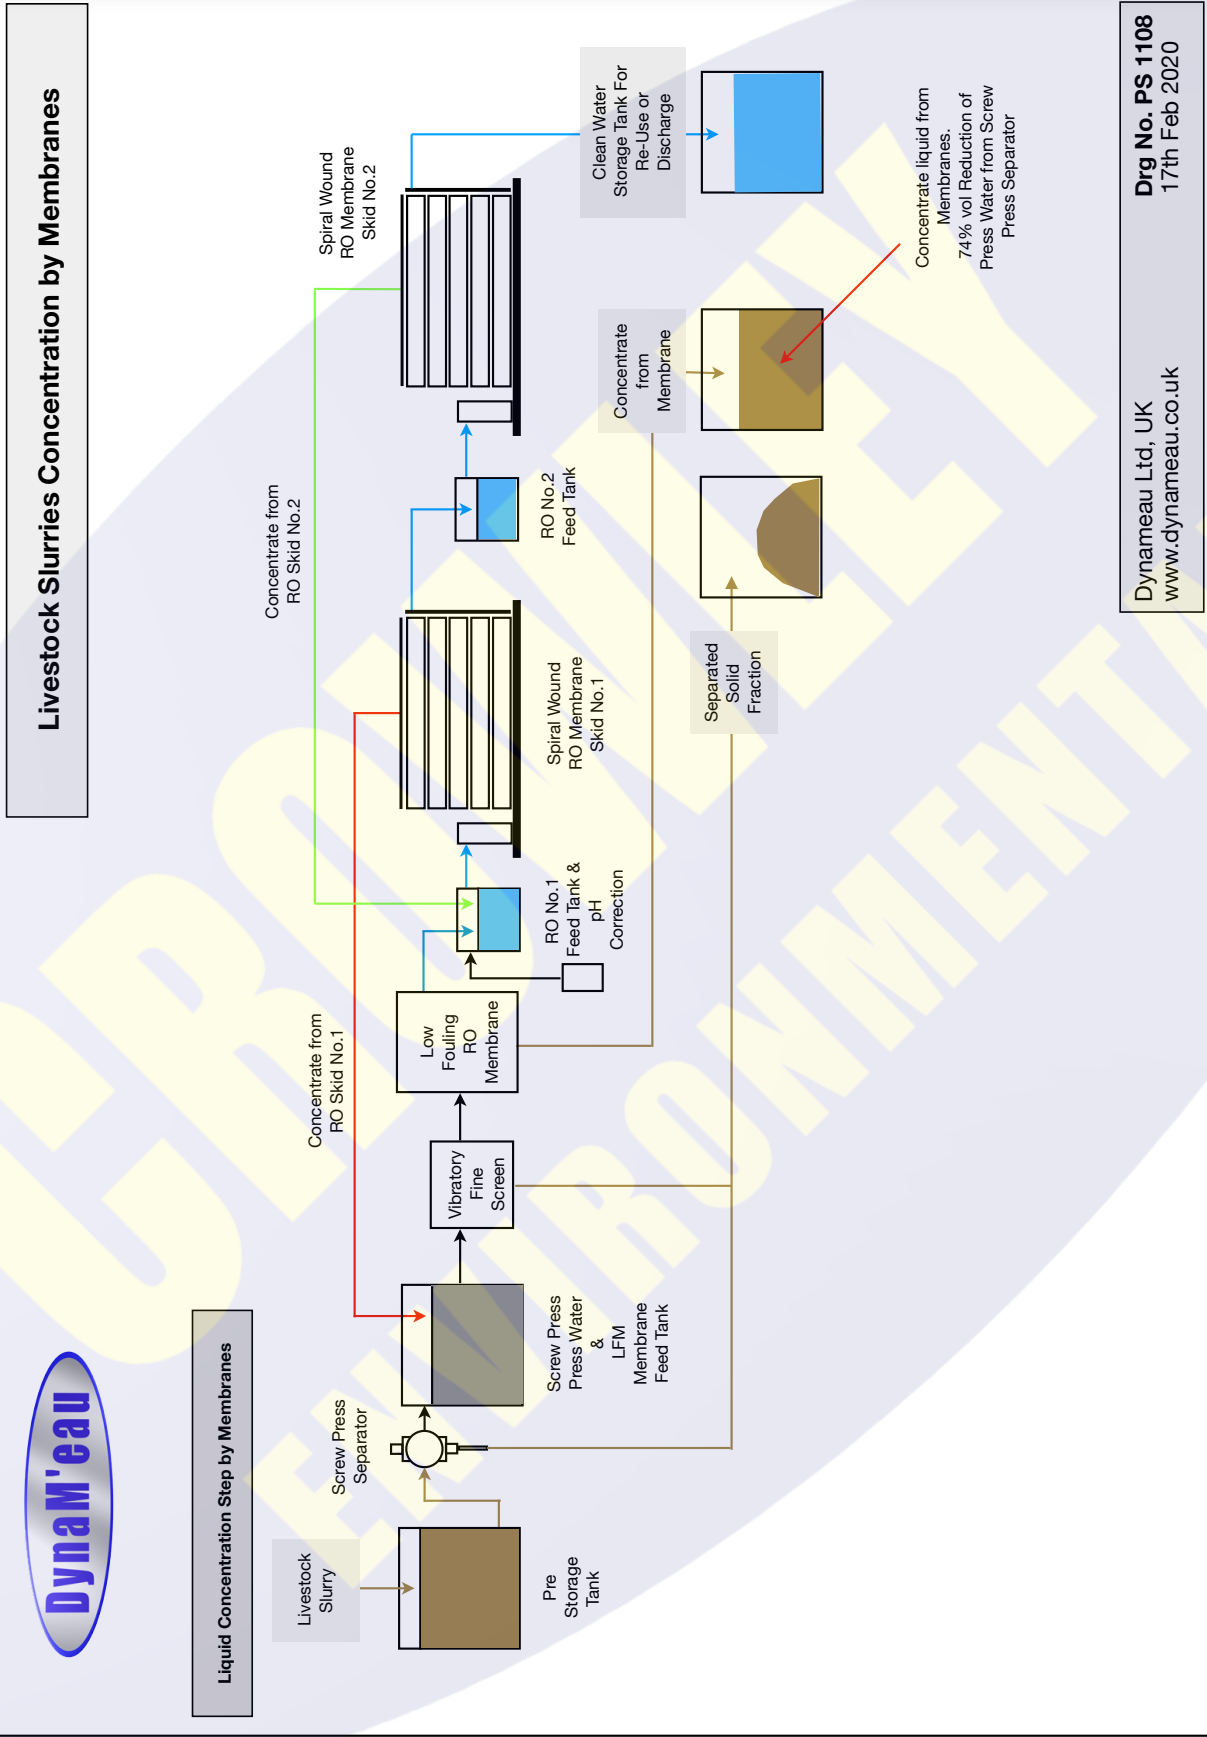 Livestock Slurries Concentration by Membranes
DynaM'eau
Liquid Concentration Step by Membranes
Livestock
Slurry
Pre
Storage
Tank
Screw Press
Separator
Screw Press
Press Water
&
LFM
Membrane
Feed Tank
Vibratory
Fine
Screen
Low
Fouling
RO
Membrane
Concentrate from
RO Skid No.1
RO No.1
Feed Tank &
pH
Correction
Spiral Wound
RO Membrane
Skid No.1
Concentrate from
RO Skid No.2
RO No.2
Feed Tank
Spiral Wound
RO Membrane
Skid No.2
Clean Water
Storage Tank For
Re-Use or
Discharge
Concentrate
from
Membrane
Separated
Solid
Fraction
Concentrate liquid from
Membranes.
74% vol Reduction of
Press Water from Screw
Press Separator
Dynameau Ltd, UK
www.dynameau.co.uk
Drg No. PS 1108
17th Feb 2020
CROWLEY
ENVIRONMENTA